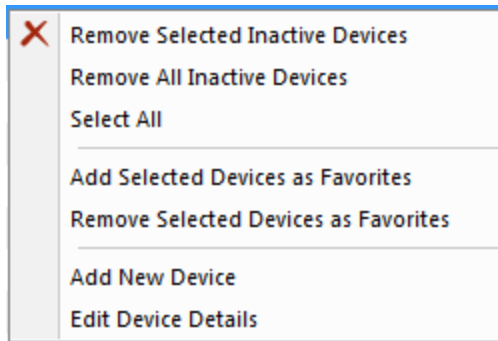 Remove Selected Inactive Devices
Remove All Inactive Devices
Select All
Add Selected Devices as Favorites
Remove Selected Devices as Favorites
Add New Device
Edit Device Details